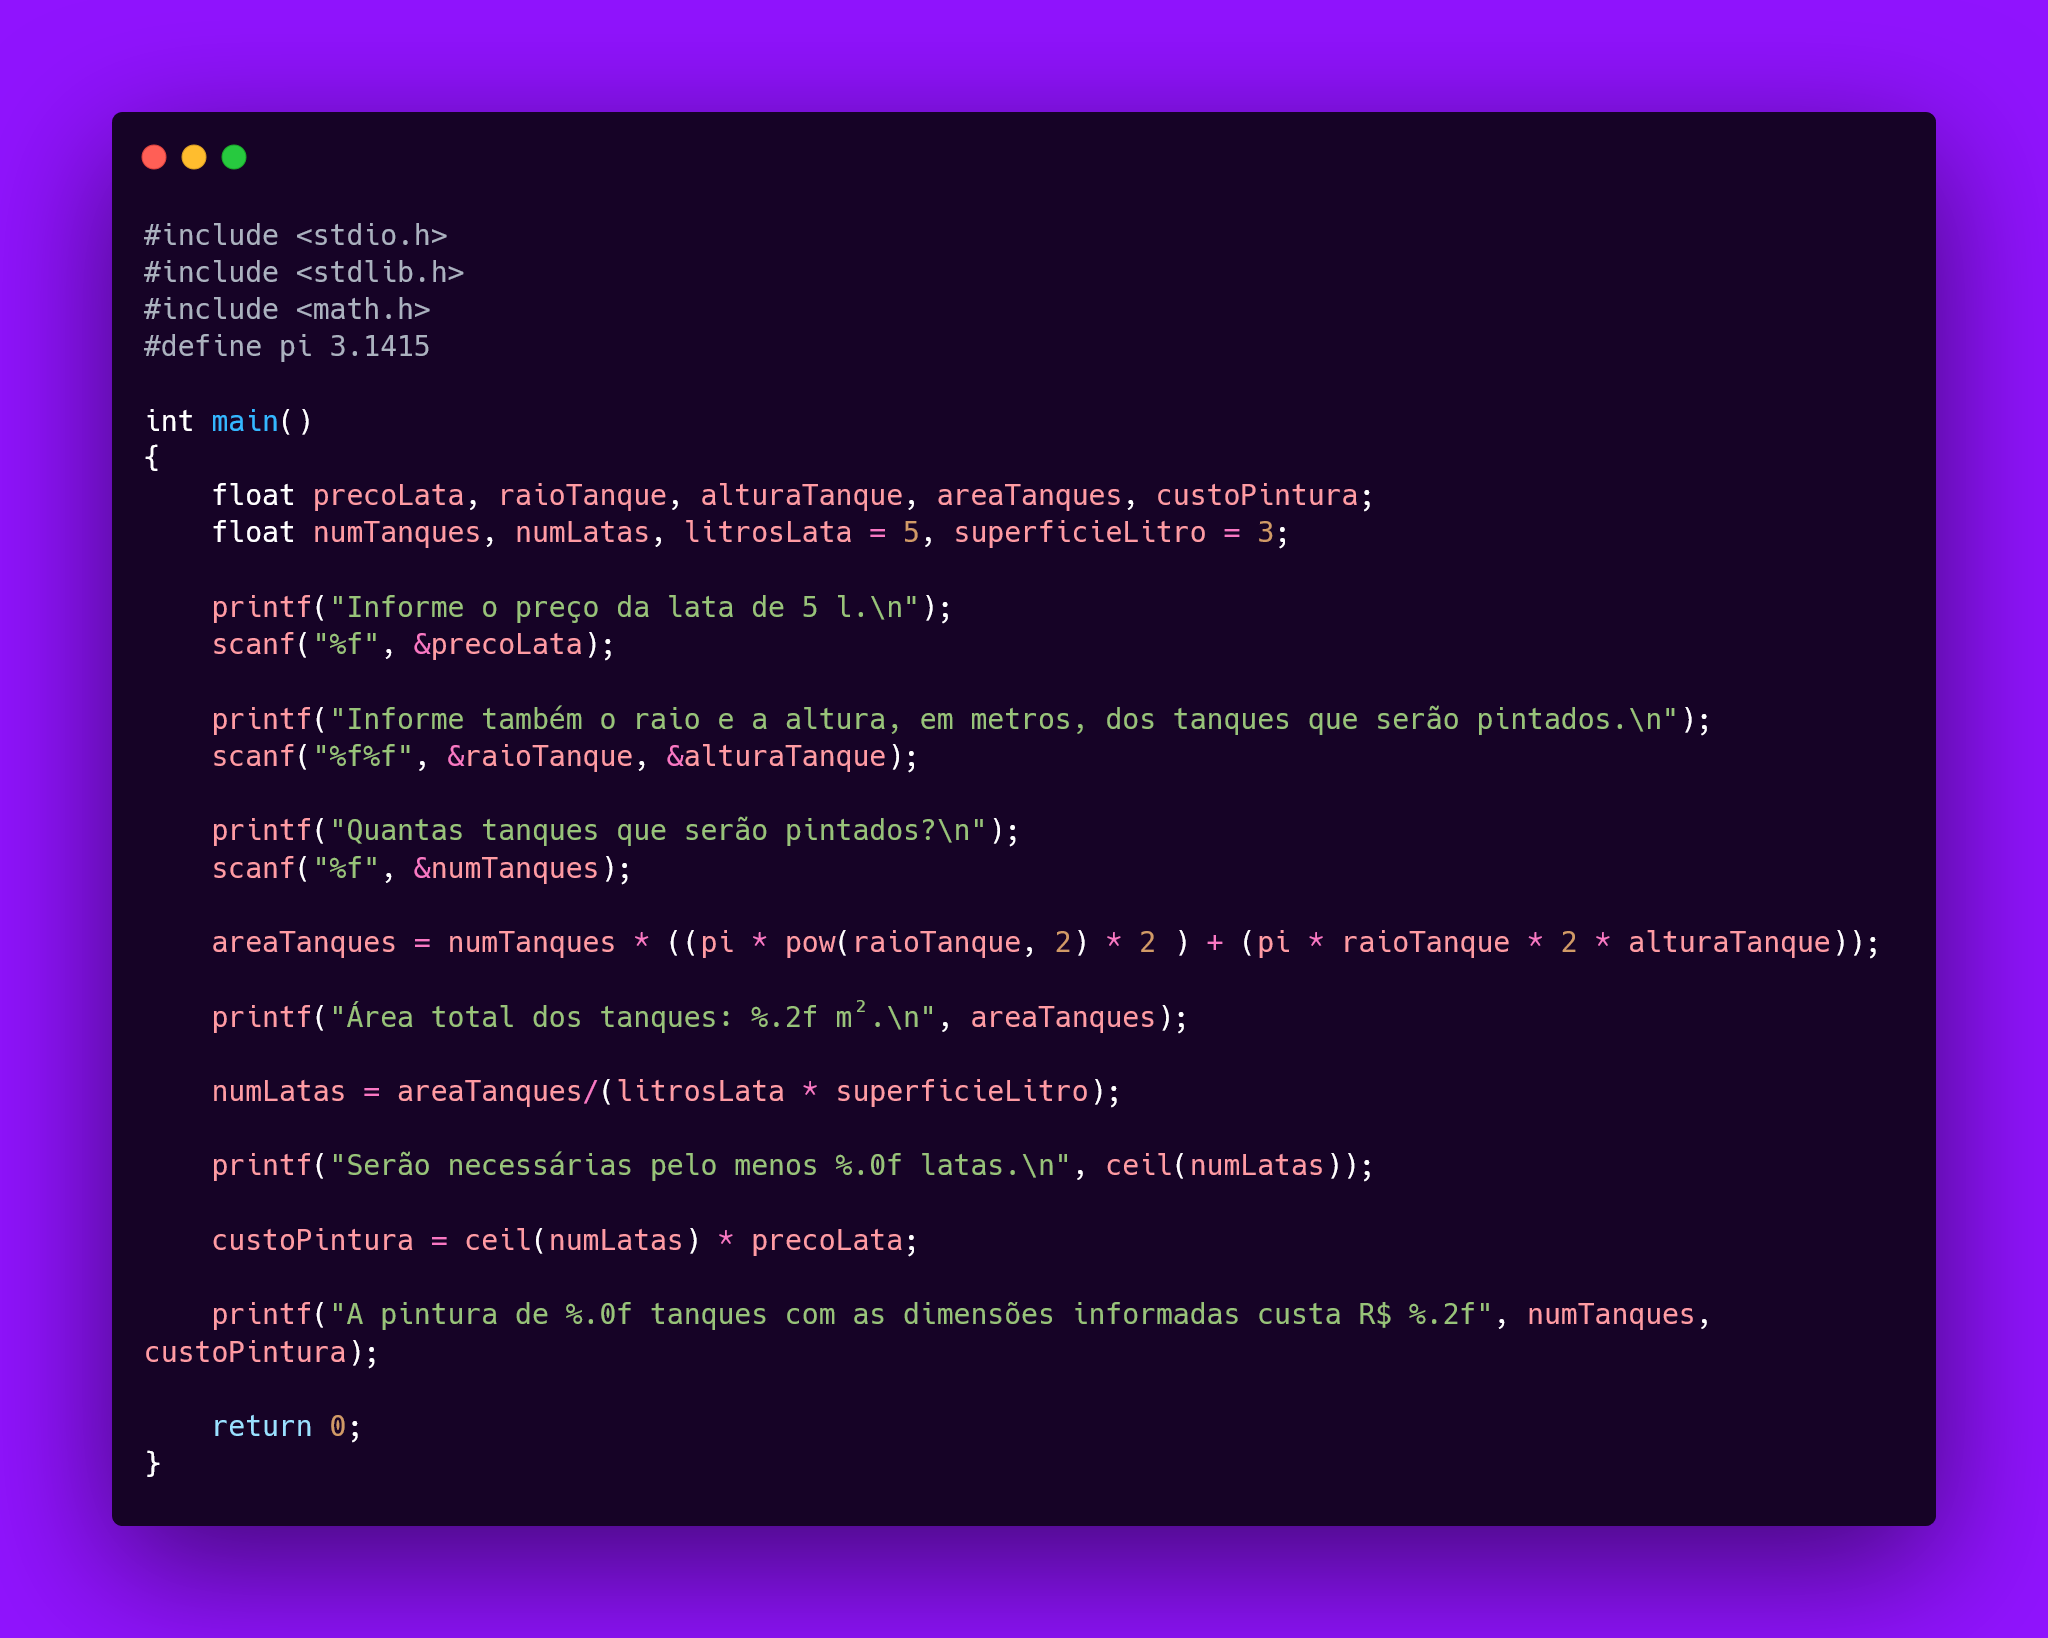 #include <stdio.h>
#include <stdlib.h>
#include <math.h>
#define pi 3.1415

int main()
{
    float precoLata, raioTanque, alturaTanque, areaTanques, custoPintura;
    float numTanques, numLatas, litrosLata = 5, superficieLitro = 3;

    printf("Informe o preço da lata de 5 l.\n");
    scanf("%f", &precoLata);

    printf("Informe também o raio e a altura, em metros, dos tanques que serão pintados.\n");
    scanf("%f%f", &raioTanque, &alturaTanque);

    printf("Quantas tanques que serão pintados?\n");
    scanf("%f", &numTanques);

    areaTanques = numTanques * ((pi * pow(raioTanque, 2) * 2 ) + (pi * raioTanque * 2 * alturaTanque));

    printf("Área total dos tanques: %.2f m².\n", areaTanques);

    numLatas = areaTanques/(litrosLata * superficieLitro);

    printf("Serão necessárias pelo menos %.0f latas.\n", ceil(numLatas));

    custoPintura = ceil(numLatas) * precoLata;

    printf("A pintura de %.0f tanques com as dimensões informadas custa R$ %.2f", numTanques,
custoPintura);

    return 0;
}